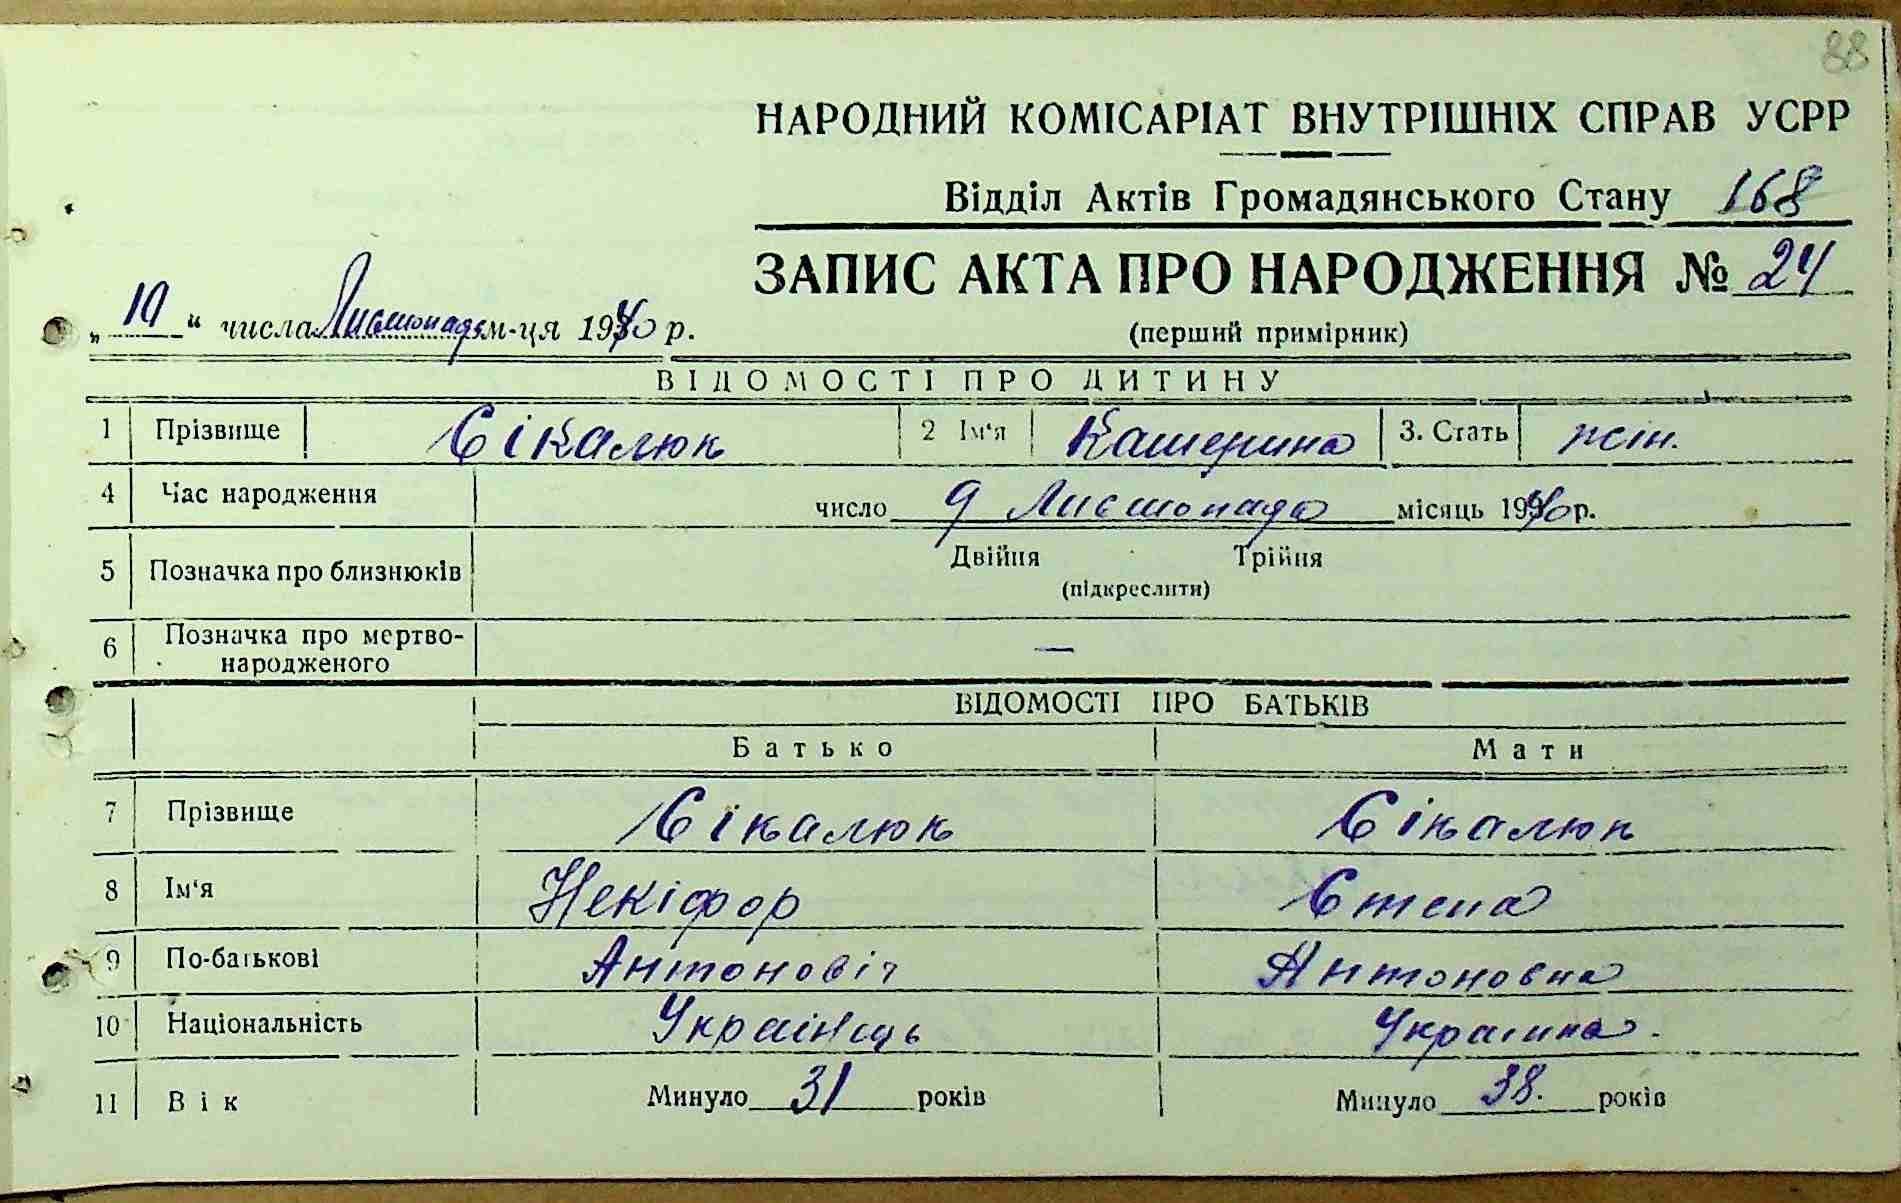 88
НАРОДНИЙ КОМІСАРІАТ ВНУТРІШНІХ СПРАВ УСРР
Відділ Актів Громадянського Стану 168
ЗАПИС АКТА ПРО НАРОДЖЕННЯ № 24
„ 10 “ числа Листопада м-ця 1940 р.
(перший примірник)
ВІДОМОСТІ ПРО ДИТИНУ
1 Прізвище Сікалюк 2 Ім'я Катерина 3. Стать жін.
4 Час народження число 9 Листопада місяць 1940 р.
5 Позначка про близнюків Двійня Трійня
(підкреслити)
6 Позначка про мертво-
народженого —
ВІДОМОСТІ ПРО БАТЬКІВ
Батько Мати
7 Прізвище Сікалюк Сікалюк
8 Ім'я Некіфор Степа
9 По-батькові Антоновіч Антоновна
10 Національність Украінець Украінка.
11 Вік Минуло 31 років Минуло 38. років